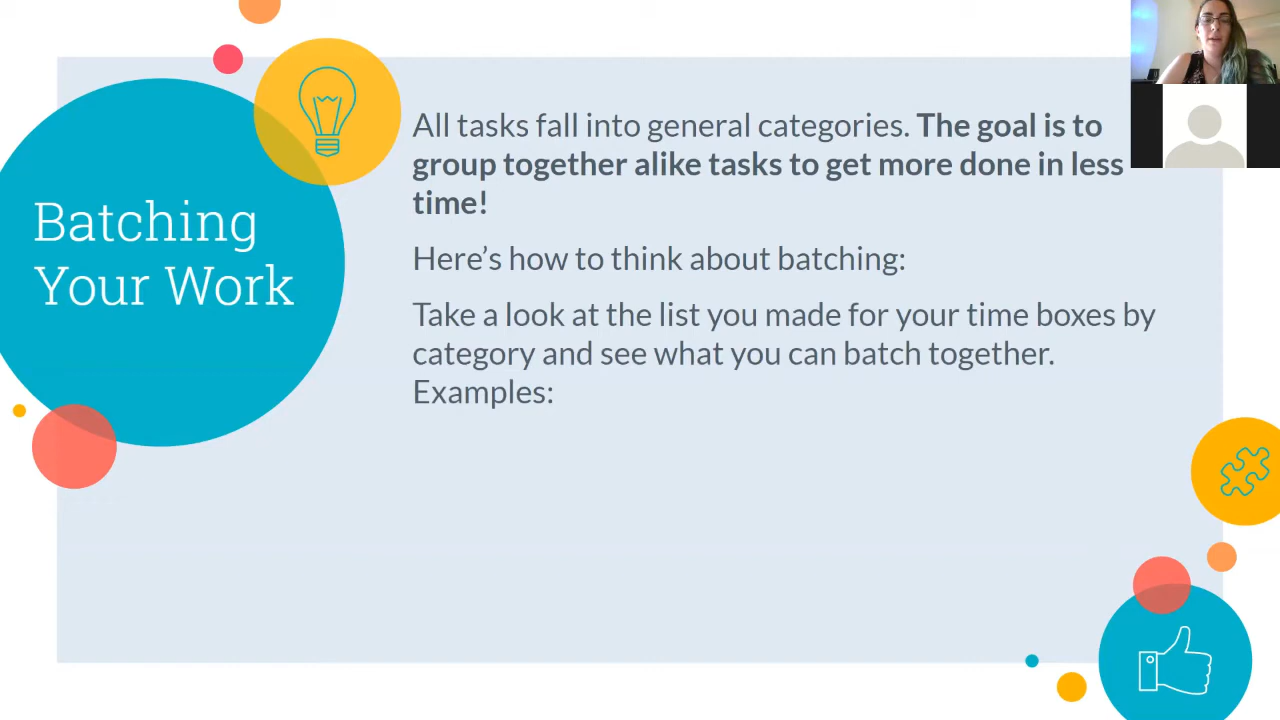 Batching
Your Work
All tasks fall into general categories. The goal is to
group together alike tasks to get more done in less
time!
Here’s how to think about batching:
Take a look at the list you made for your time boxes by
category and see what you can batch together.
Examples: